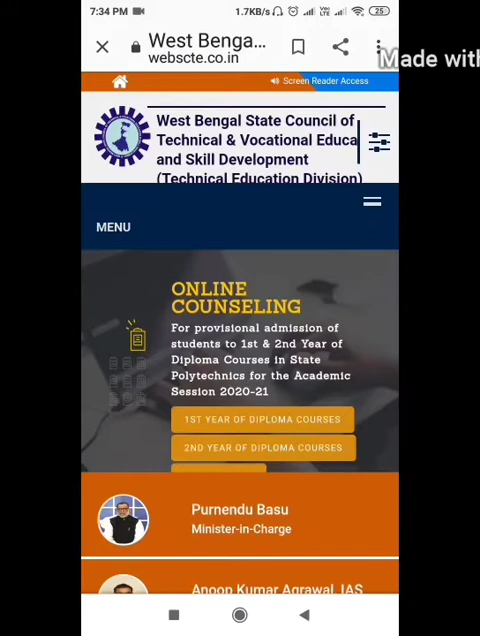 7:34 PM
1.7KB/s
25
West Benga...
webscte.co.in
Made with
Screen Reader Access
West Bengal State Council of
Technical & Vocational Educa
and Skill Development
(Technical Education Division)
MENU
ONLINE
COUNSELING
For provisional admission of
students to 1st & 2nd Year of
Diploma Courses in State
Polytechnics for the Academic
Session 2020-21
1ST YEAR OF DIPLOMA COURSES
2ND YEAR OF DIPLOMA COURSES
Purnendu Basu
Minister-in-Charge
Anoop Kumar Agrawal, IAS